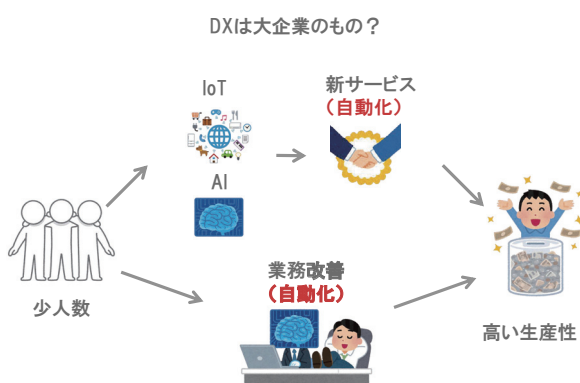 DXは大企業のもの？
IoT
新サービス
（自動化）
AI
少人数
業務改善
（自動化）
高い生産性